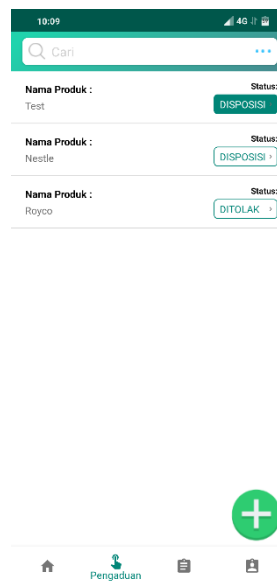 10:09
4G
Cari
Nama Produk :
Status:
Test
DISPOSISI
Nama Produk :
Status:
Nestle
DISPOSISI
Nama Produk :
Status:
Royco
DITOLAK
Pengaduan